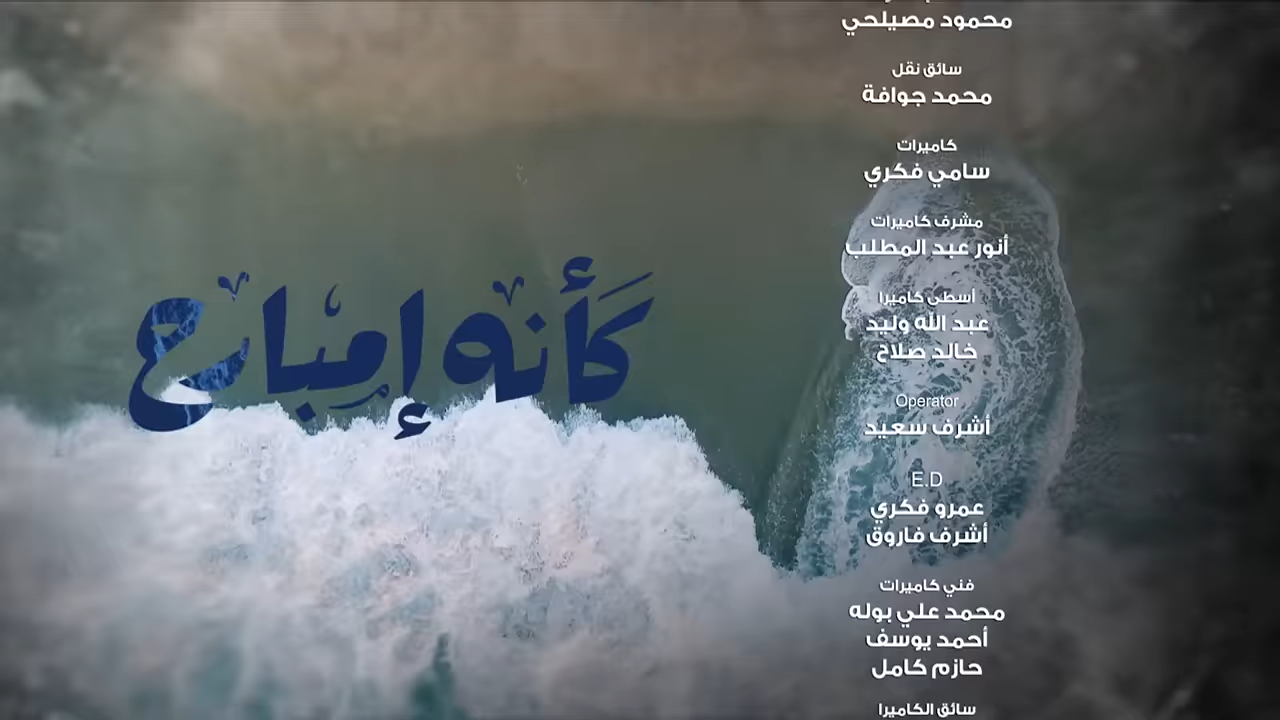 محمود مصيلحي
سائق نقل
محمد جوافة
كاميرات
سامي فكري
مشرف كاميرات
أنور عبد المطلب
أسطى كاميرا
عبد الله وليد
خالد صلاح
Operator
أشرف سعيد
E.D
عمرو فكري
أشرف فاروق
فني كاميرات
محمد علي بوله
أحمد يوسف
حازم كامل
سائق الكاميرا
كَأنه إمبارح